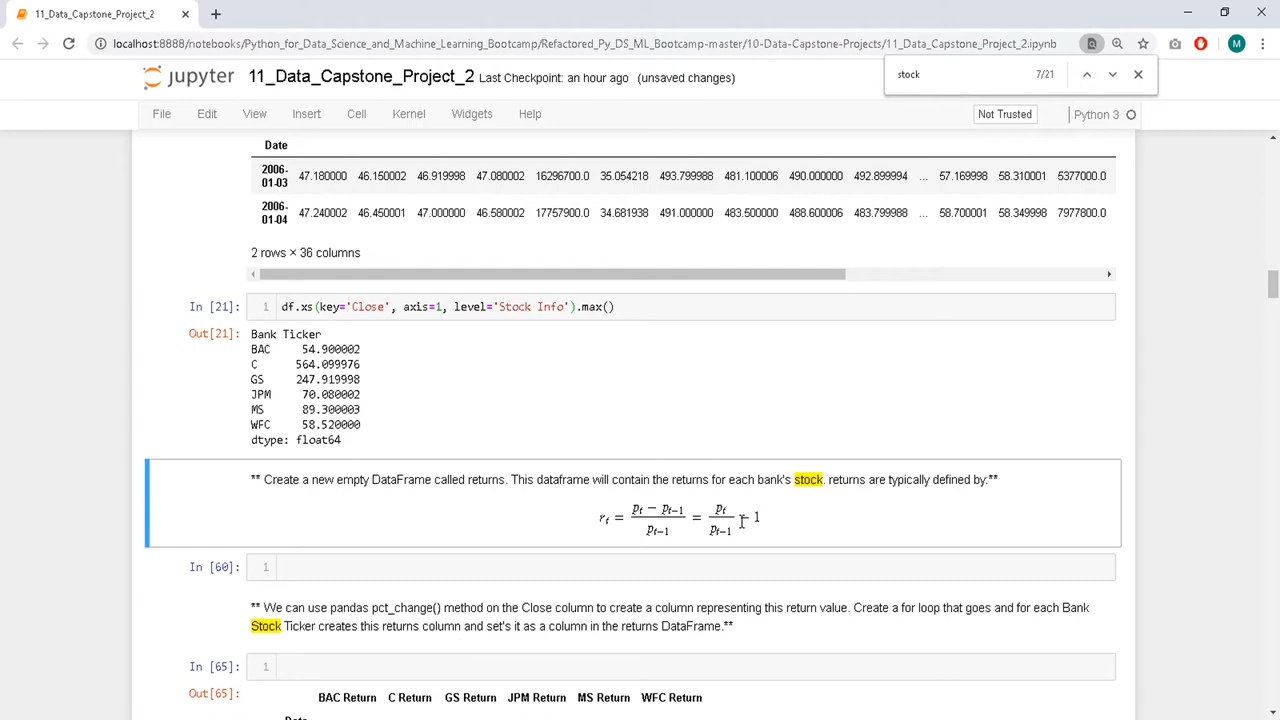 11_Data_Capstone_Project_2
localhost:8888/notebooks/Python_for_Data_Science_and_Machine_Learning_Bootcamp/Refactored_Py_DS_ML_Bootcamp-master/10-Data-Capstone-Projects/11_Data_Capstone_Project_2.ipynb
M
stock 7/21
jupyter 11_Data_Capstone_Project_2 Last Checkpoint: an hour ago (unsaved changes)
File Edit View Insert Cell Kernel Widgets Help Not Trusted Python 3
Date
2006-01-03 47.180000 46.150002 46.919998 47.080002 16296700.0 35.054218 493.799988 481.100006 490.000000 492.899994 ... 57.169998 58.310001 5377000.0
2006-01-04 47.240002 46.450001 47.000000 46.580002 17757900.0 34.681938 491.000000 483.500000 488.600006 483.799988 ... 58.700001 58.349998 7977800.0
2 rows × 36 columns
In [21]: 1 df.xs(key='Close', axis=1, level='Stock Info').max()
Out[21]: Bank Ticker
BAC 54.900002
C 564.099976
GS 247.919998
JPM 70.080002
MS 89.300003
WFC 58.520000
dtype: float64
** Create a new empty DataFrame called returns. This dataframe will contain the returns for each bank's stock. returns are typically defined by:**
r_t = (p_t − p_{t−1}) / p_{t−1} = p_t / p_{t−1} − 1
In [60]: 1
** We can use pandas pct_change() method on the Close column to create a column representing this return value. Create a for loop that goes and for each Bank
Stock Ticker creates this returns column and set's it as a column in the returns DataFrame.**
In [65]: 1
Out[65]: BAC Return C Return GS Return JPM Return MS Return WFC Return